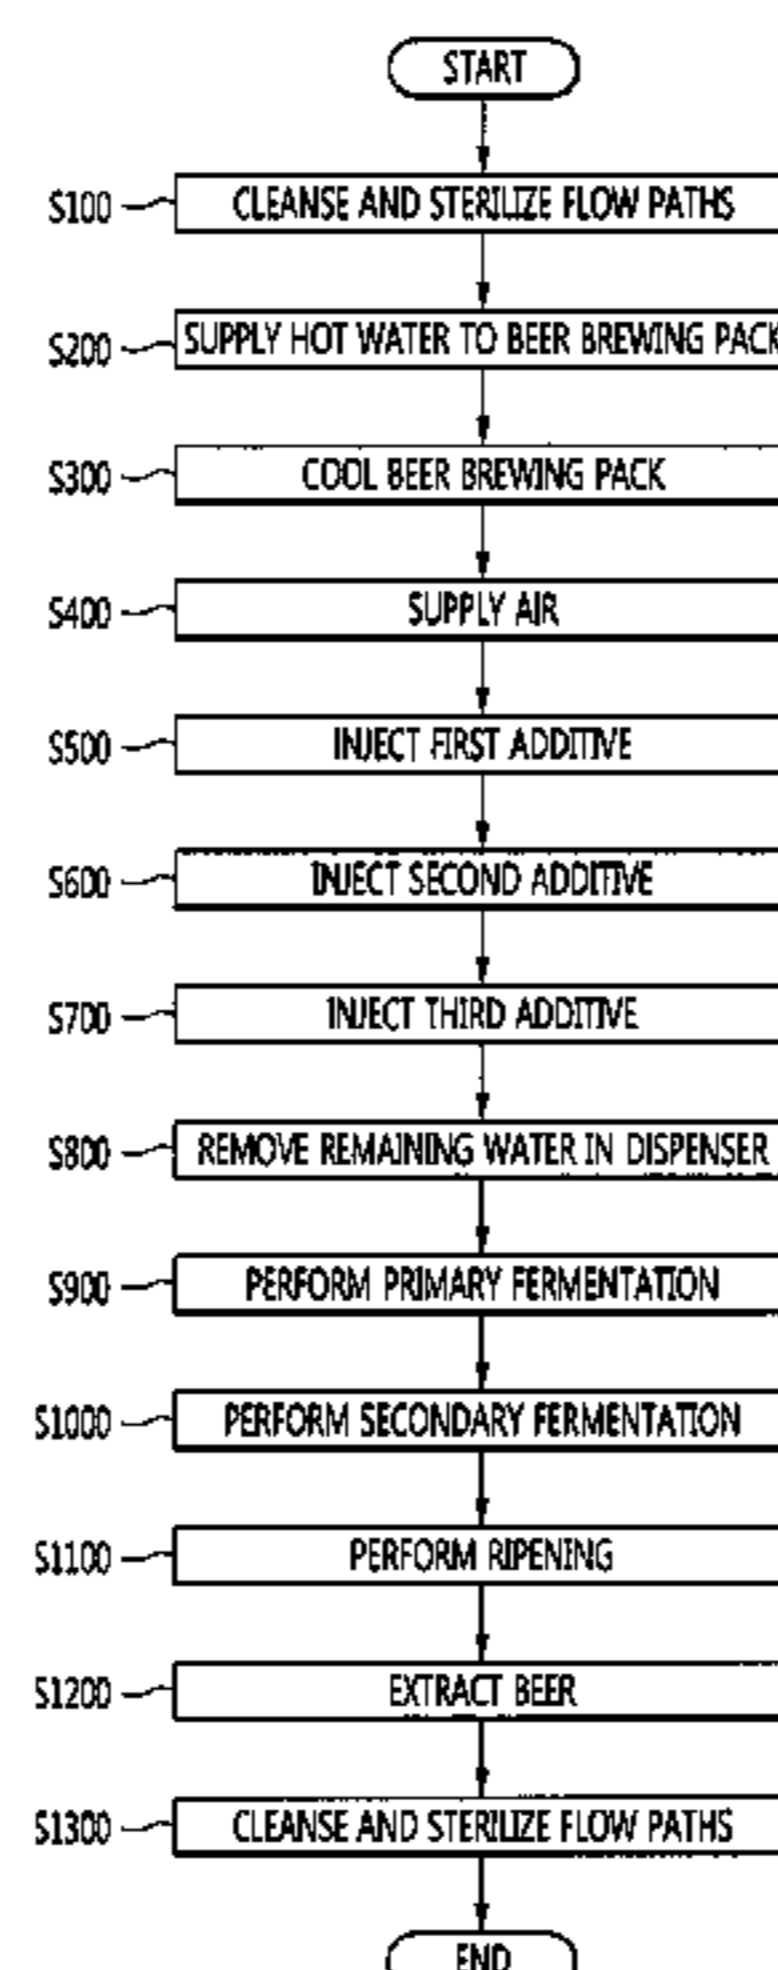 START
S100 CLEANSE AND STERILIZE FLOW PATHS
S200 SUPPLY HOT WATER TO BEER BREWING PACK
S300 COOL BEER BREWING PACK
S400 SUPPLY AIR
S500 INJECT FIRST ADDITIVE
S600 INJECT SECOND ADDITIVE
S700 INJECT THIRD ADDITIVE
S800 REMOVE REMAINING WATER IN DISPENSER
S900 PERFORM PRIMARY FERMENTATION
S1000 PERFORM SECONDARY FERMENTATION
S1100 PERFORM RIPENING
S1200 EXTRACT BEER
S1300 CLEANSE AND STERILIZE FLOW PATHS
END